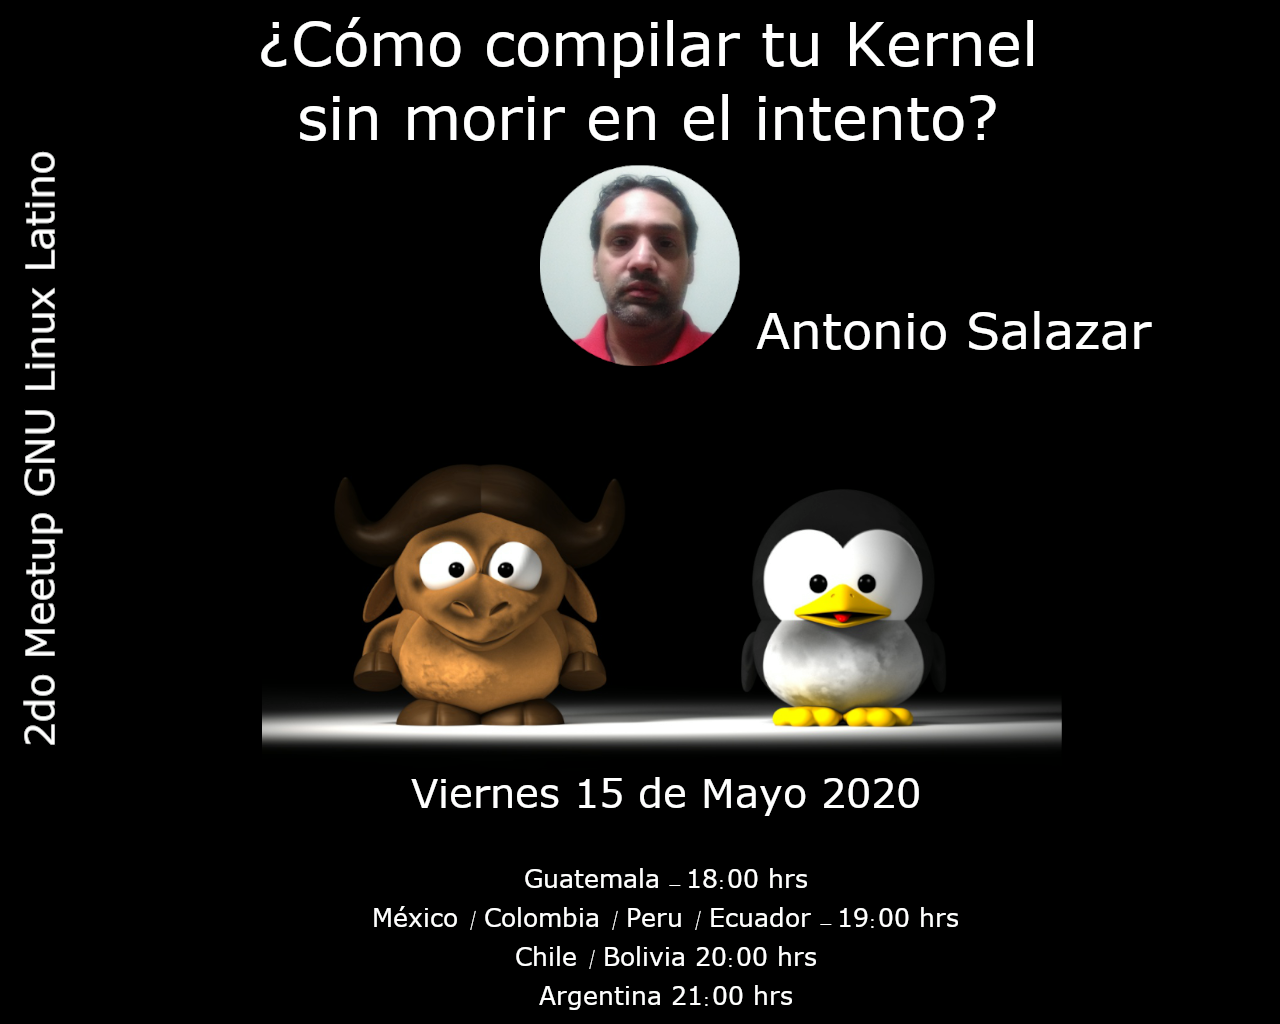 ¿Cómo compilar tu Kernel
sin morir en el intento?
2do Meetup GNU Linux Latino
Antonio Salazar
Viernes 15 de Mayo 2020
Guatemala – 18:00 hrs
México / Colombia / Peru / Ecuador – 19:00 hrs
Chile / Bolivia 20:00 hrs
Argentina 21:00 hrs